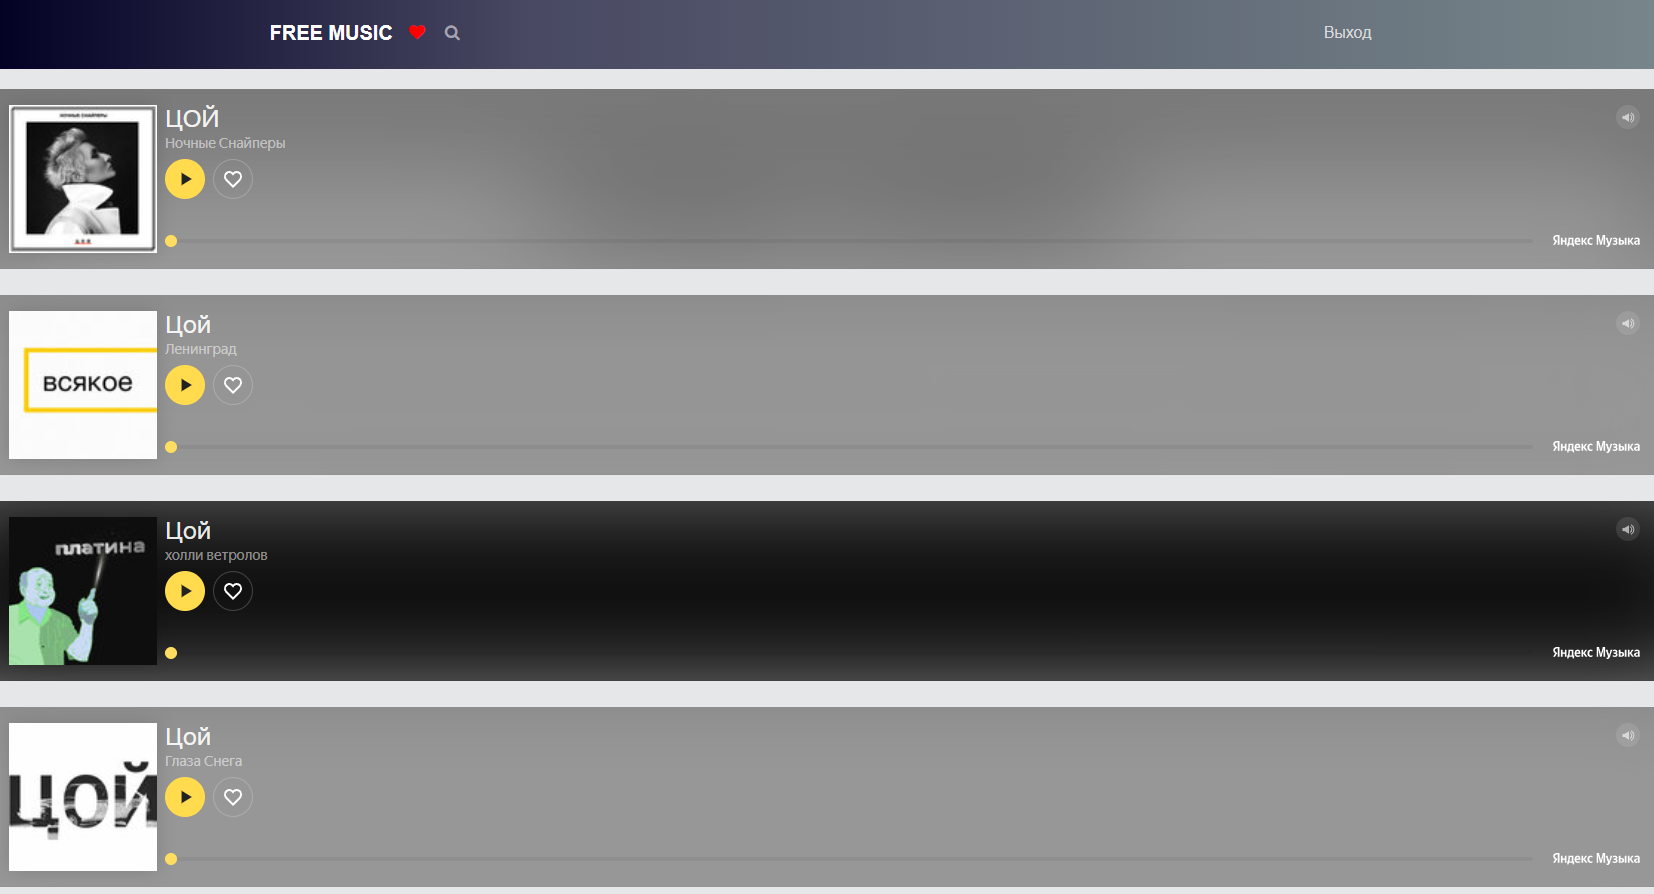 FREE MUSIC
Выход
НОЧНЫЕ СНАЙПЕРЫ
ЦОЙ
Ночные Снайперы
Яндекс Музыка
всякое
Цой
Ленинград
Яндекс Музыка
платина
Цой
холли ветролов
Яндекс Музыка
цой
Цой
Глаза Снега
Яндекс Музыка